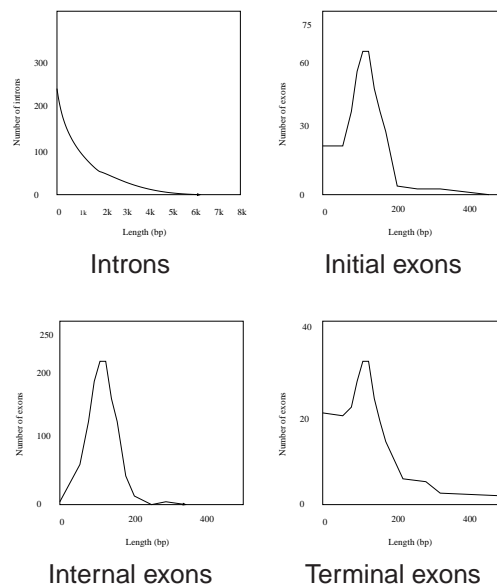 300
200
100
0
Number of introns
0 1k 2k 3k 4k 5k 6k 7k 8k
Length (bp)
Introns
75
60
30
0
Number of exons
200 400
Length (bp)
Initial exons
250
200
100
0
Number of exons
0 200 400
Length (bp)
Internal exons
40
20
0
Number of exons
200 400
Length (bp)
Terminal exons